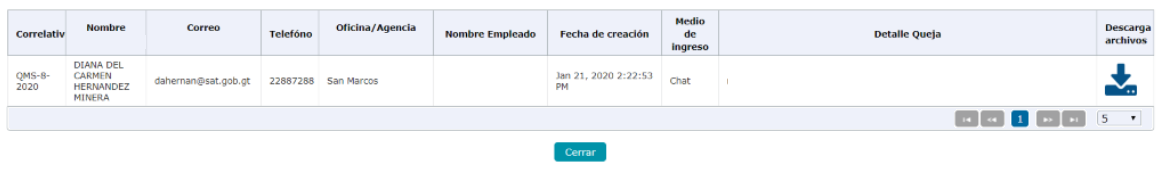 Correlativ Nombre Correo Telefóno Oficina/Agencia Nombre Empleado Fecha de creación Medio de ingreso Detalle Queja Descarga archivos
QMS-8-2020 DIANA DEL CARMEN HERNANDEZ MINERA dahernan@sat.gob.gt 22887288 San Marcos Jan 21, 2020 2:22:53 PM Chat
1 5
Cerrar